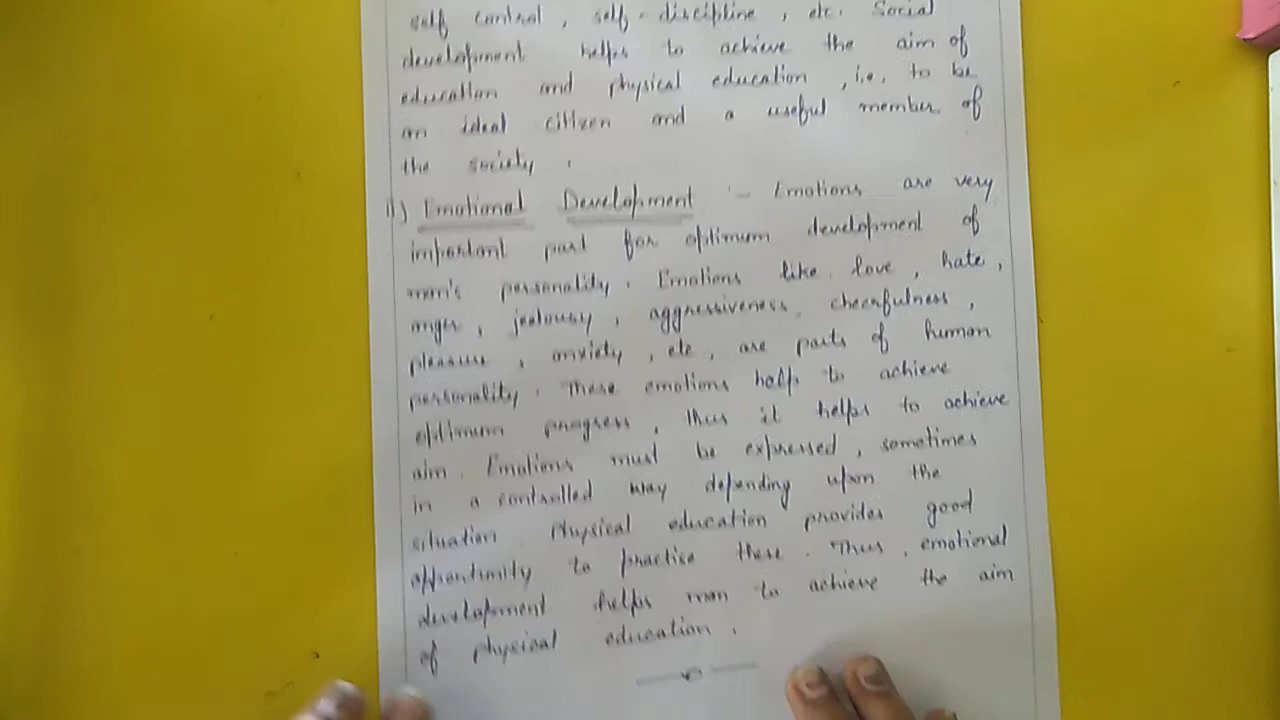 self control, self-discipline, etc. Social
development helps to achieve the aim of
education and physical education, i.e. to be
an ideal citizen and a useful member of
the society.
Emotional Development :- Emotions are very
important part for optimum development of
man's personality. Emotions like love, hate,
anger, jealousy, aggressiveness, cheerfulness,
pleasure, anxiety, etc, are parts of human
personality. These emotions help to achieve
optimum progress, thus it helps to achieve
aim. Emotions must be expressed, sometimes
in a controlled way depending upon the
situation. Physical education provides good
opportunity to practise these. Thus, emotional
development helps man to achieve the aim
of physical education.